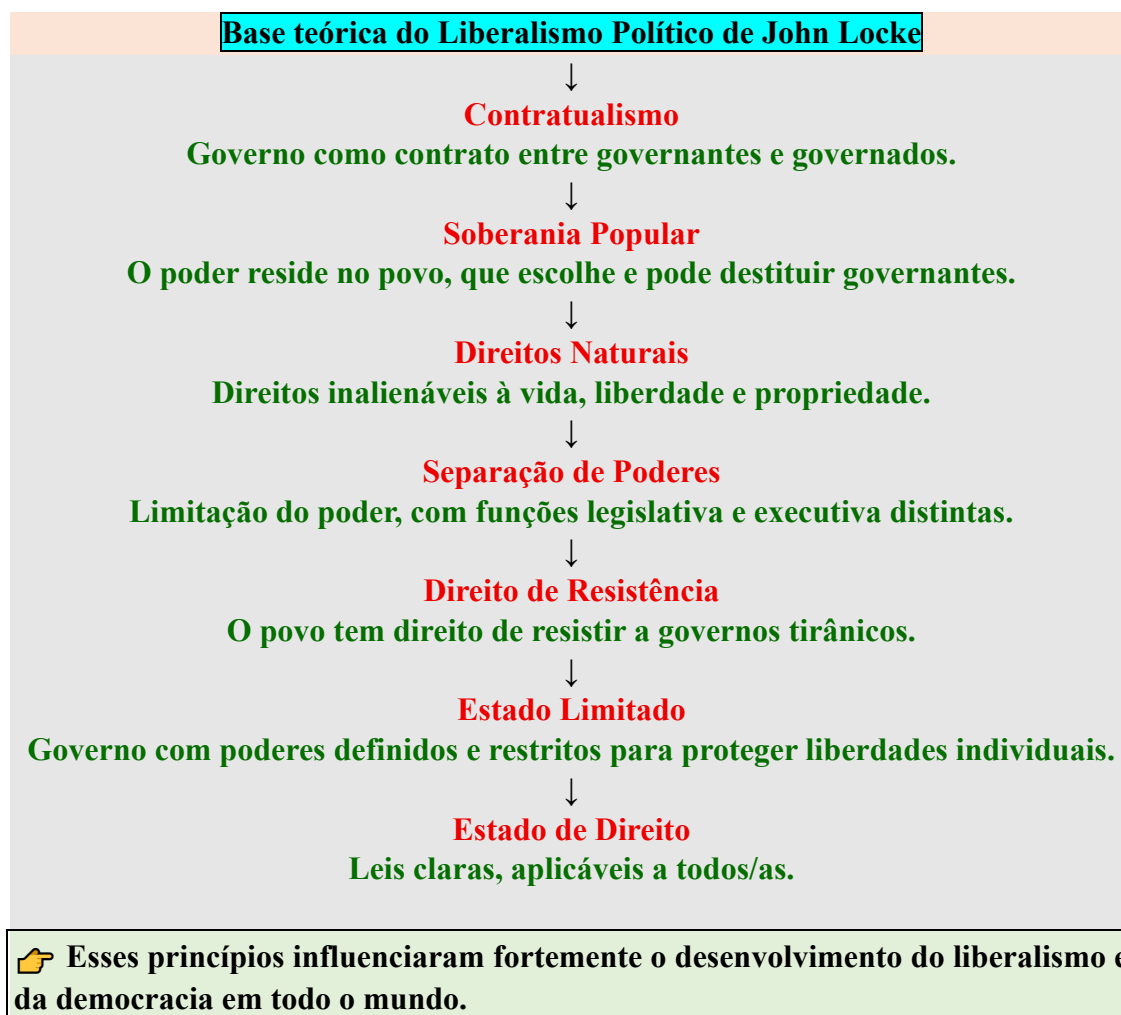 Base teórica do Liberalismo Político de John Locke
↓
Contratualismo
Governo como contrato entre governantes e governados.
↓
Soberania Popular
O poder reside no povo, que escolhe e pode destituir governantes.
↓
Direitos Naturais
Direitos inalienáveis à vida, liberdade e propriedade.
↓
Separação de Poderes
Limitação do poder, com funções legislativa e executiva distintas.
↓
Direito de Resistência
O povo tem direito de resistir a governos tirânicos.
↓
Estado Limitado
Governo com poderes definidos e restritos para proteger liberdades individuais.
↓
Estado de Direito
Leis claras, aplicáveis a todos/as.
👉 Esses princípios influenciaram fortemente o desenvolvimento do liberalismo e
da democracia em todo o mundo.